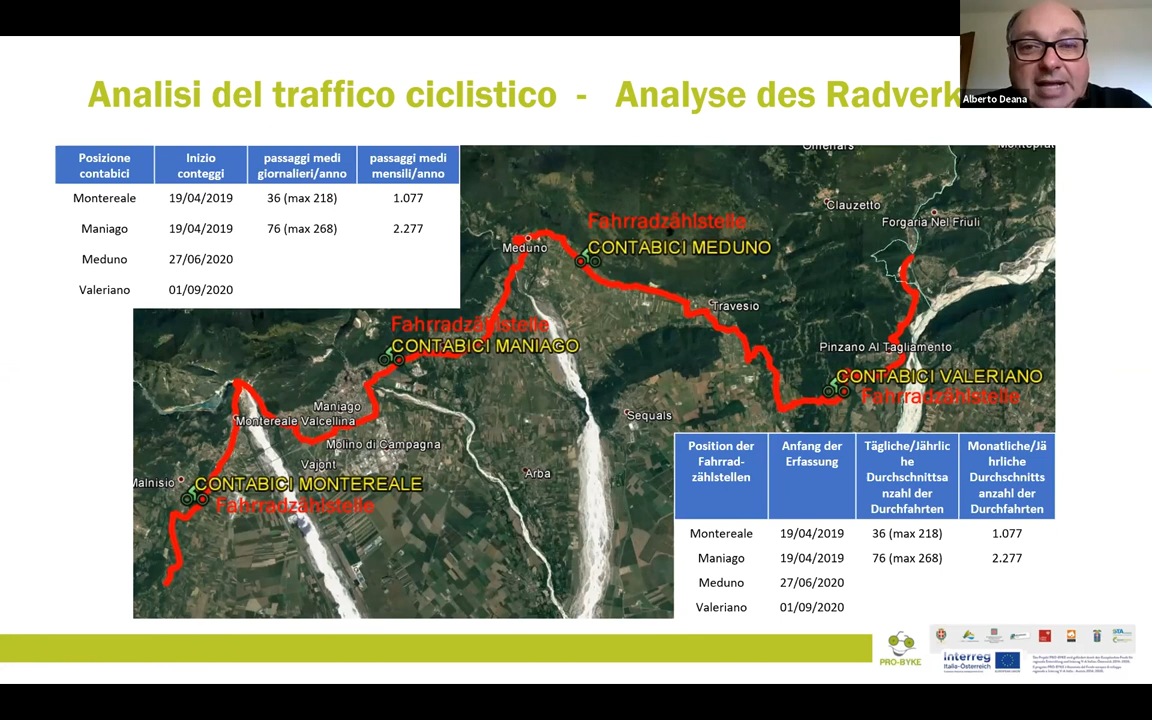 Analisi del traffico ciclistico - Analyse des Radverk
Alberto Deana
Posizione contabici Inizio conteggi passaggi medi giornalieri/anno passaggi medi mensili/anno
Montereale 19/04/2019 36 (max 218) 1.077
Maniago 19/04/2019 76 (max 268) 2.277
Meduno 27/06/2020
Valeriano 01/09/2020
Clauzetto
Forgaria Nel Friuli
Fahrradzählstelle
Meduno
CONTABICI MEDUNO
Travesio
Fahrradzählstelle
CONTABICI MANIAGO
Pinzano Al Tagliamento
CONTABICI VALERIANO
Fahrradzählstelle
Maniago
Montereale Valcellina
Sequals
Molino di Campagna
Vajont
Arba
Malnisio
CONTABICI MONTEREALE
Fahrradzählstelle
Position der Fahrrad-zählstellen Anfang der Erfassung Tägliche/Jährliche Durchschnittsanzahl der Durchfahrten Monatliche/Jährliche Durchschnittsanzahl der Durchfahrten
Montereale 19/04/2019 36 (max 218) 1.077
Maniago 19/04/2019 76 (max 268) 2.277
Meduno 27/06/2020
Valeriano 01/09/2020
PRO-BYKE
Interreg
Italia-Österreich